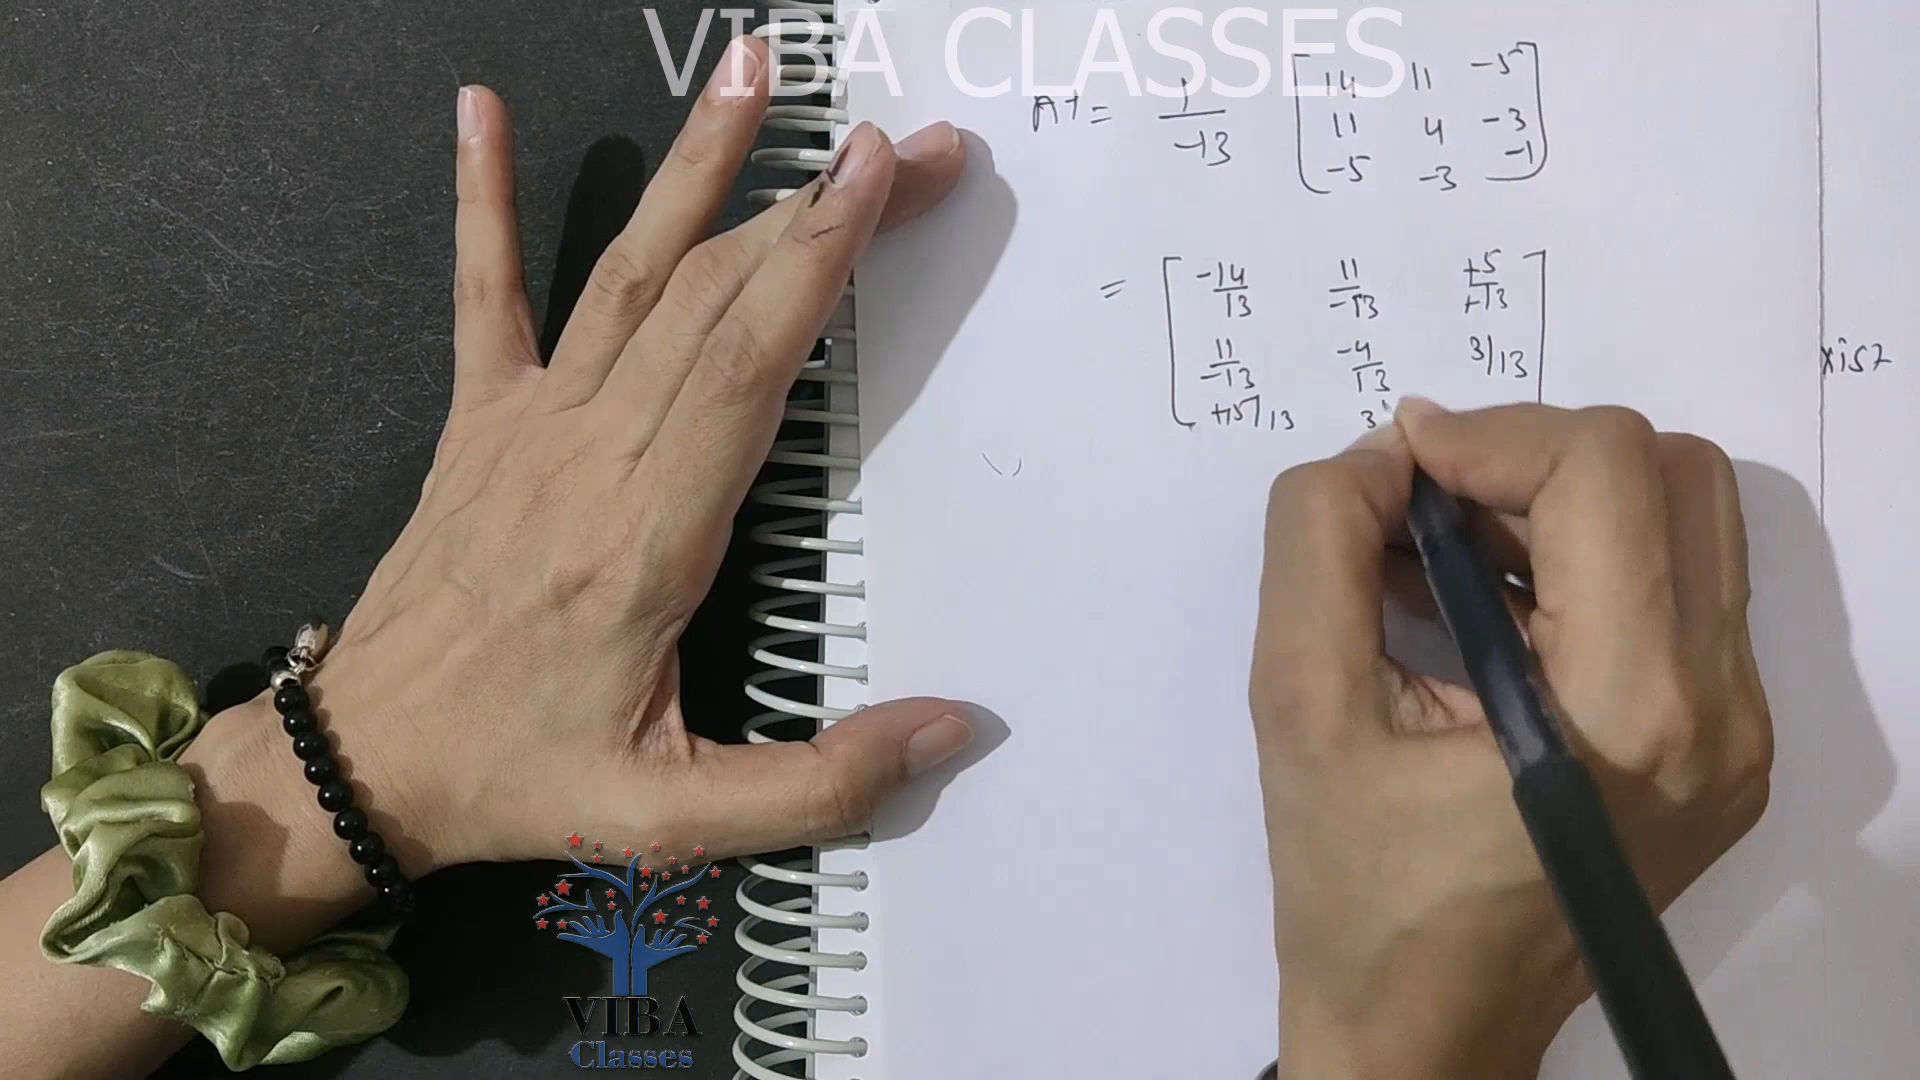 VIBA CLASSES
A-1 = 1/-13 [14 11 -5
11 4 -3
-5 -3 -1]
= [-14/13 11/-13 +5/+13
11/-13 -4/13 3/13
+5/13 3
xist
VIBA
Classes